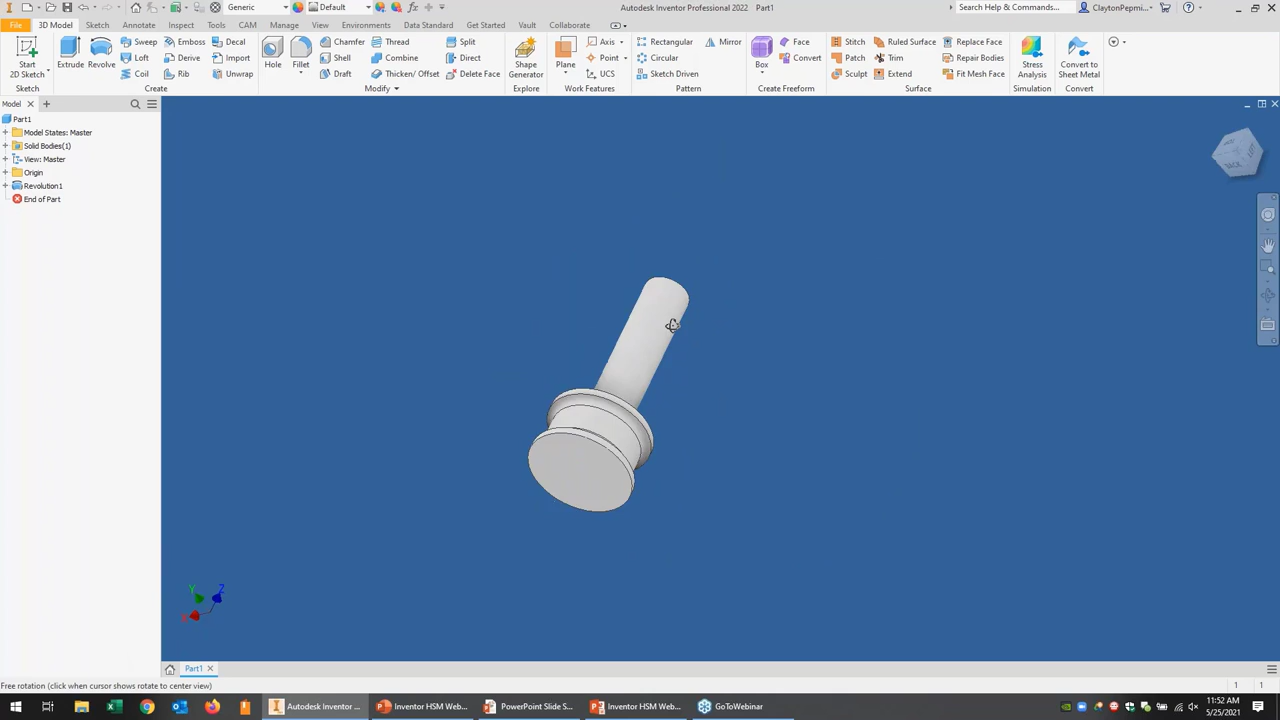 Generic
Default
Autodesk Inventor Professional 2022 Part1
Search Help & Commands...
ClaytonPepmi...
File
3D Model
Sketch
Annotate
Inspect
Tools
CAM
Manage
View
Environments
Data Standard
Get Started
Vault
Collaborate
Start
2D Sketch
Extrude
Revolve
Sweep
Emboss
Decal
Loft
Derive
Import
Coil
Rib
Unwrap
Hole
Fillet
Chamfer
Thread
Split
Shell
Combine
Direct
Draft
Thicken/ Offset
Delete Face
Shape
Generator
Plane
Axis
Point
UCS
Rectangular
Mirror
Circular
Sketch Driven
Box
Face
Convert
Stitch
Ruled Surface
Replace Face
Patch
Trim
Repair Bodies
Sculpt
Extend
Fit Mesh Face
Stress
Analysis
Convert to
Sheet Metal
Sketch
Create
Modify
Explore
Work Features
Pattern
Create Freeform
Surface
Simulation
Convert
Model
Part1
Model States: Master
Solid Bodies(1)
View: Master
Origin
Revolution1
End of Part
BACK
Y
Z
X
Part1
Free rotation (click when cursor shows rotate to center view)
1
1
Autodesk Inventor ...
Inventor HSM Web...
PowerPoint Slide S...
Inventor HSM Web...
GoToWebinar
11:52 AM
5/25/2021